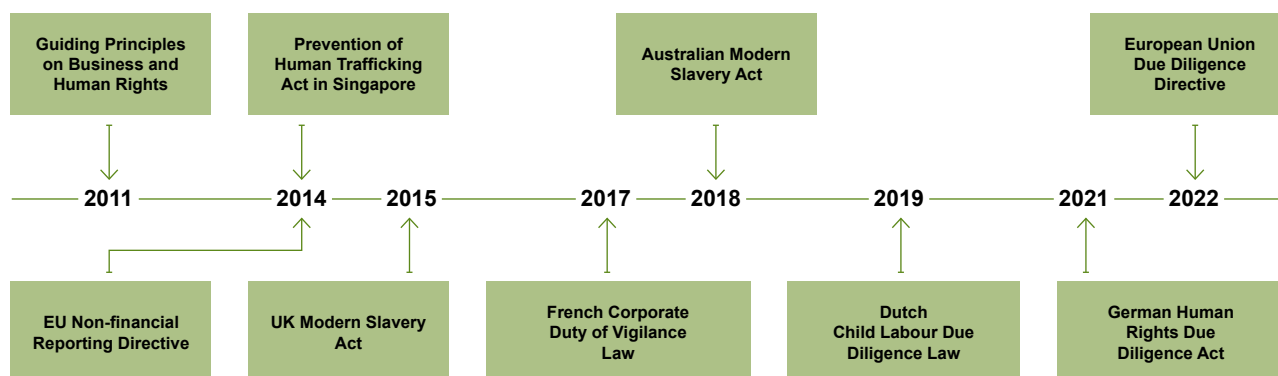 Guiding Principles
on Business and
Human Rights
Prevention of
Human Trafficking
Act in Singapore
Australian Modern
Slavery Act
European Union
Due Diligence
Directive
2011
2014
2015
2017
2018
2019
2021
2022
EU Non-financial
Reporting Directive
UK Modern Slavery
Act
French Corporate
Duty of Vigilance
Law
Dutch
Child Labour Due
Diligence Law
German Human
Rights Due
Diligence Act